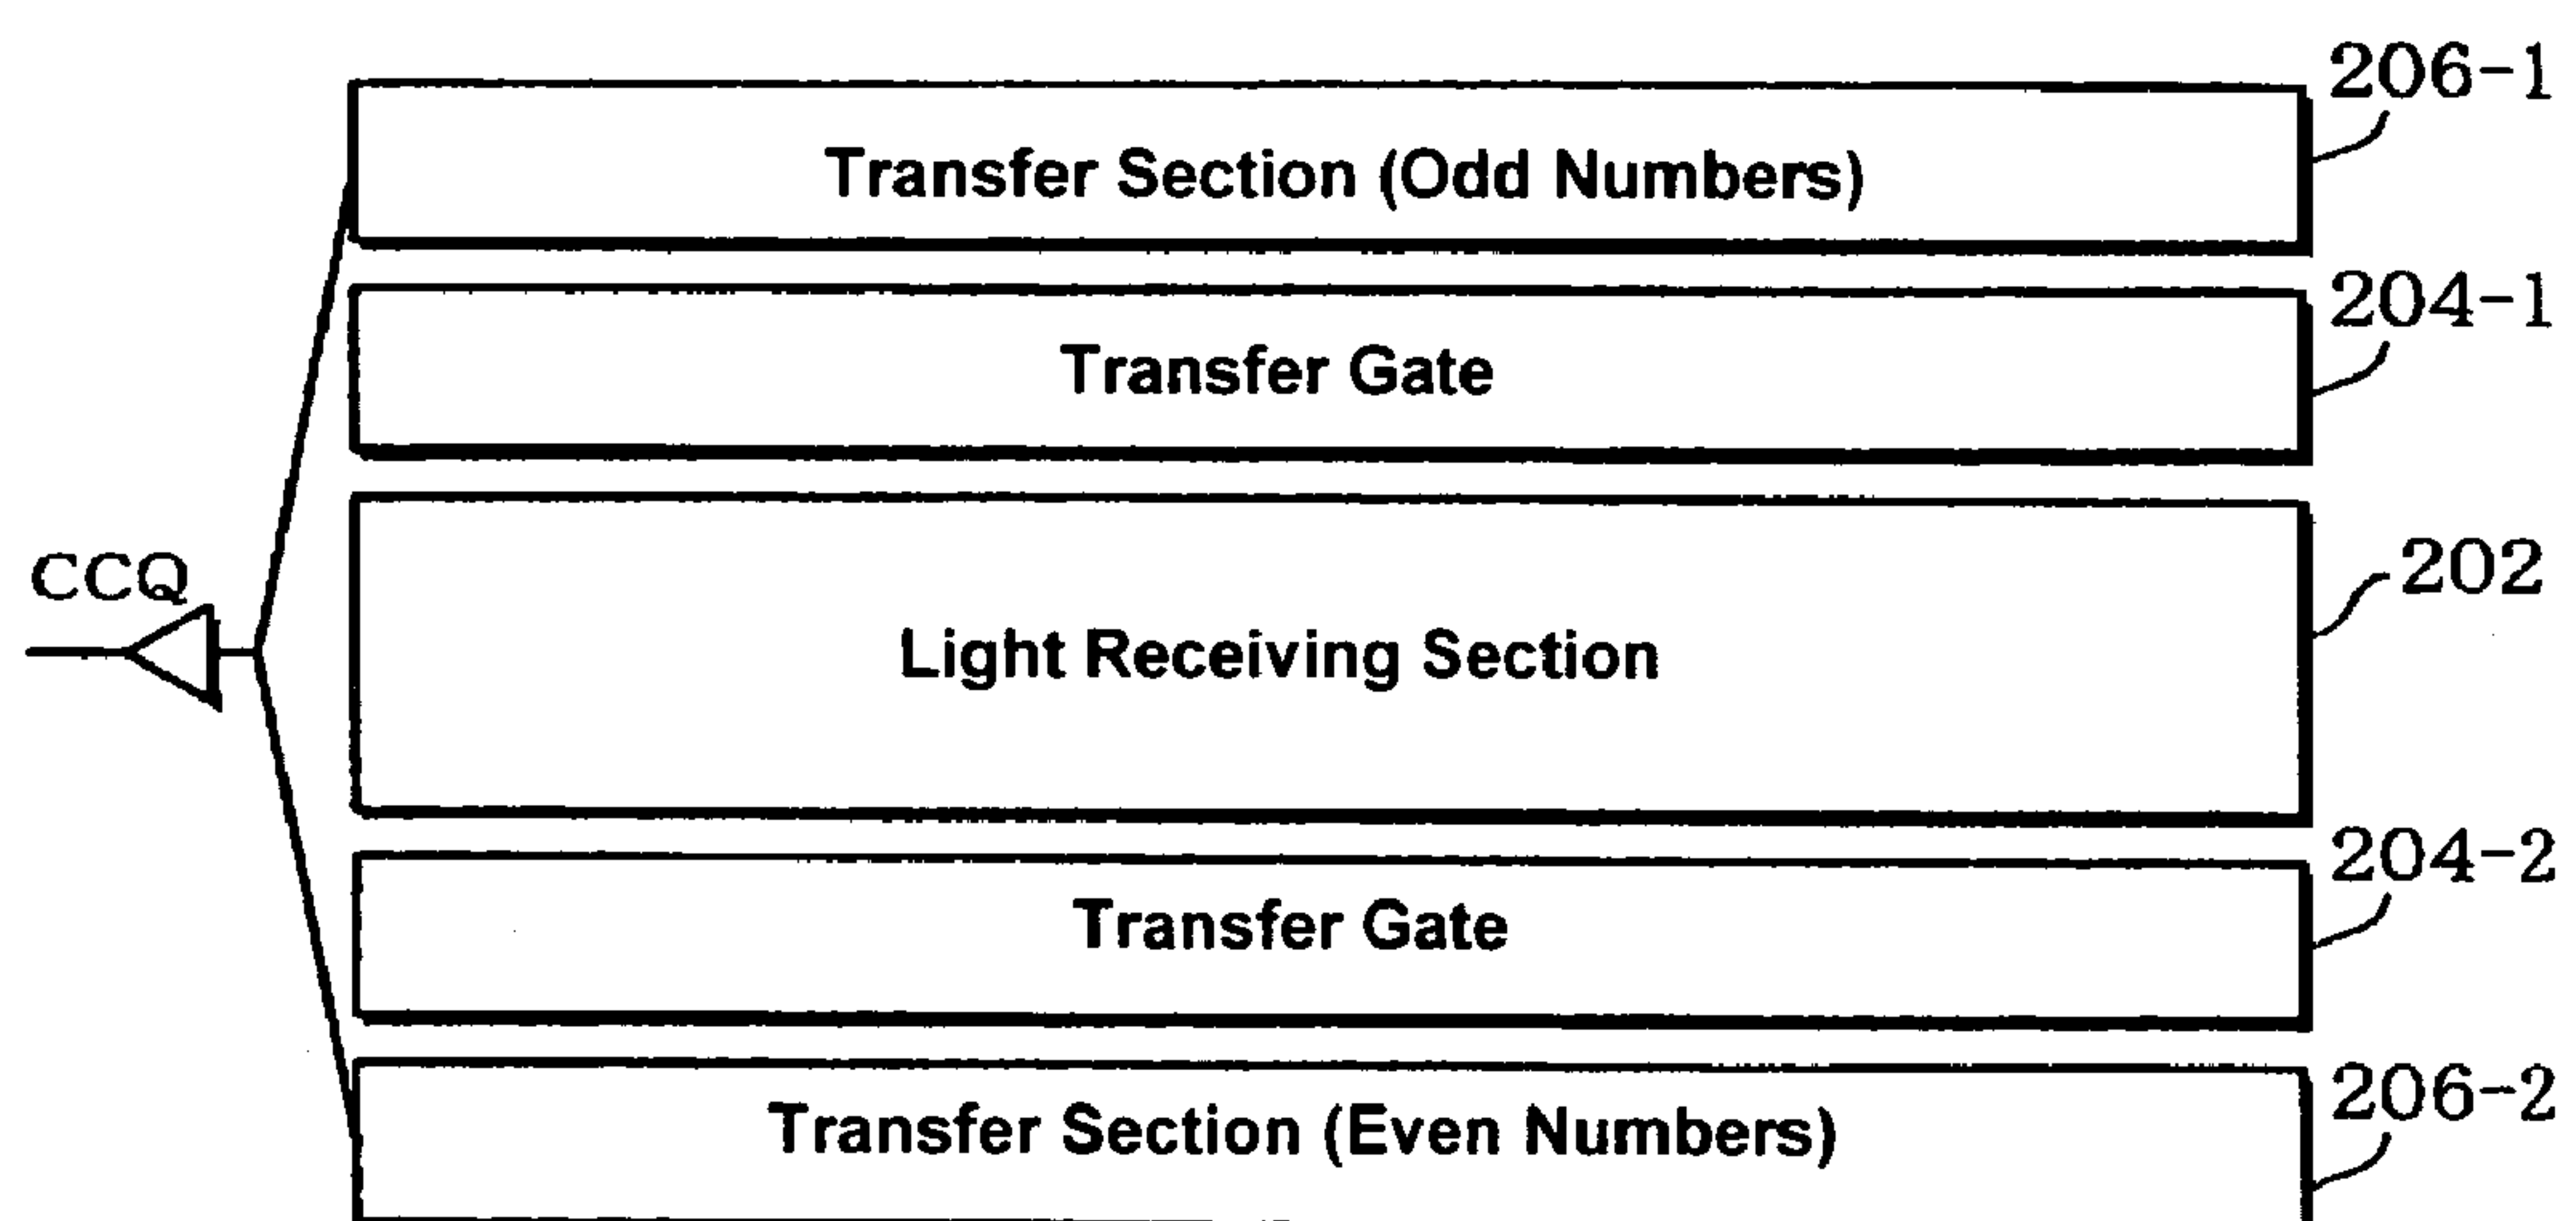 206-1
Transfer Section (Odd Numbers)
204-1
Transfer Gate
CCQ
202
Light Receiving Section
204-2
Transfer Gate
206-2
Transfer Section (Even Numbers)